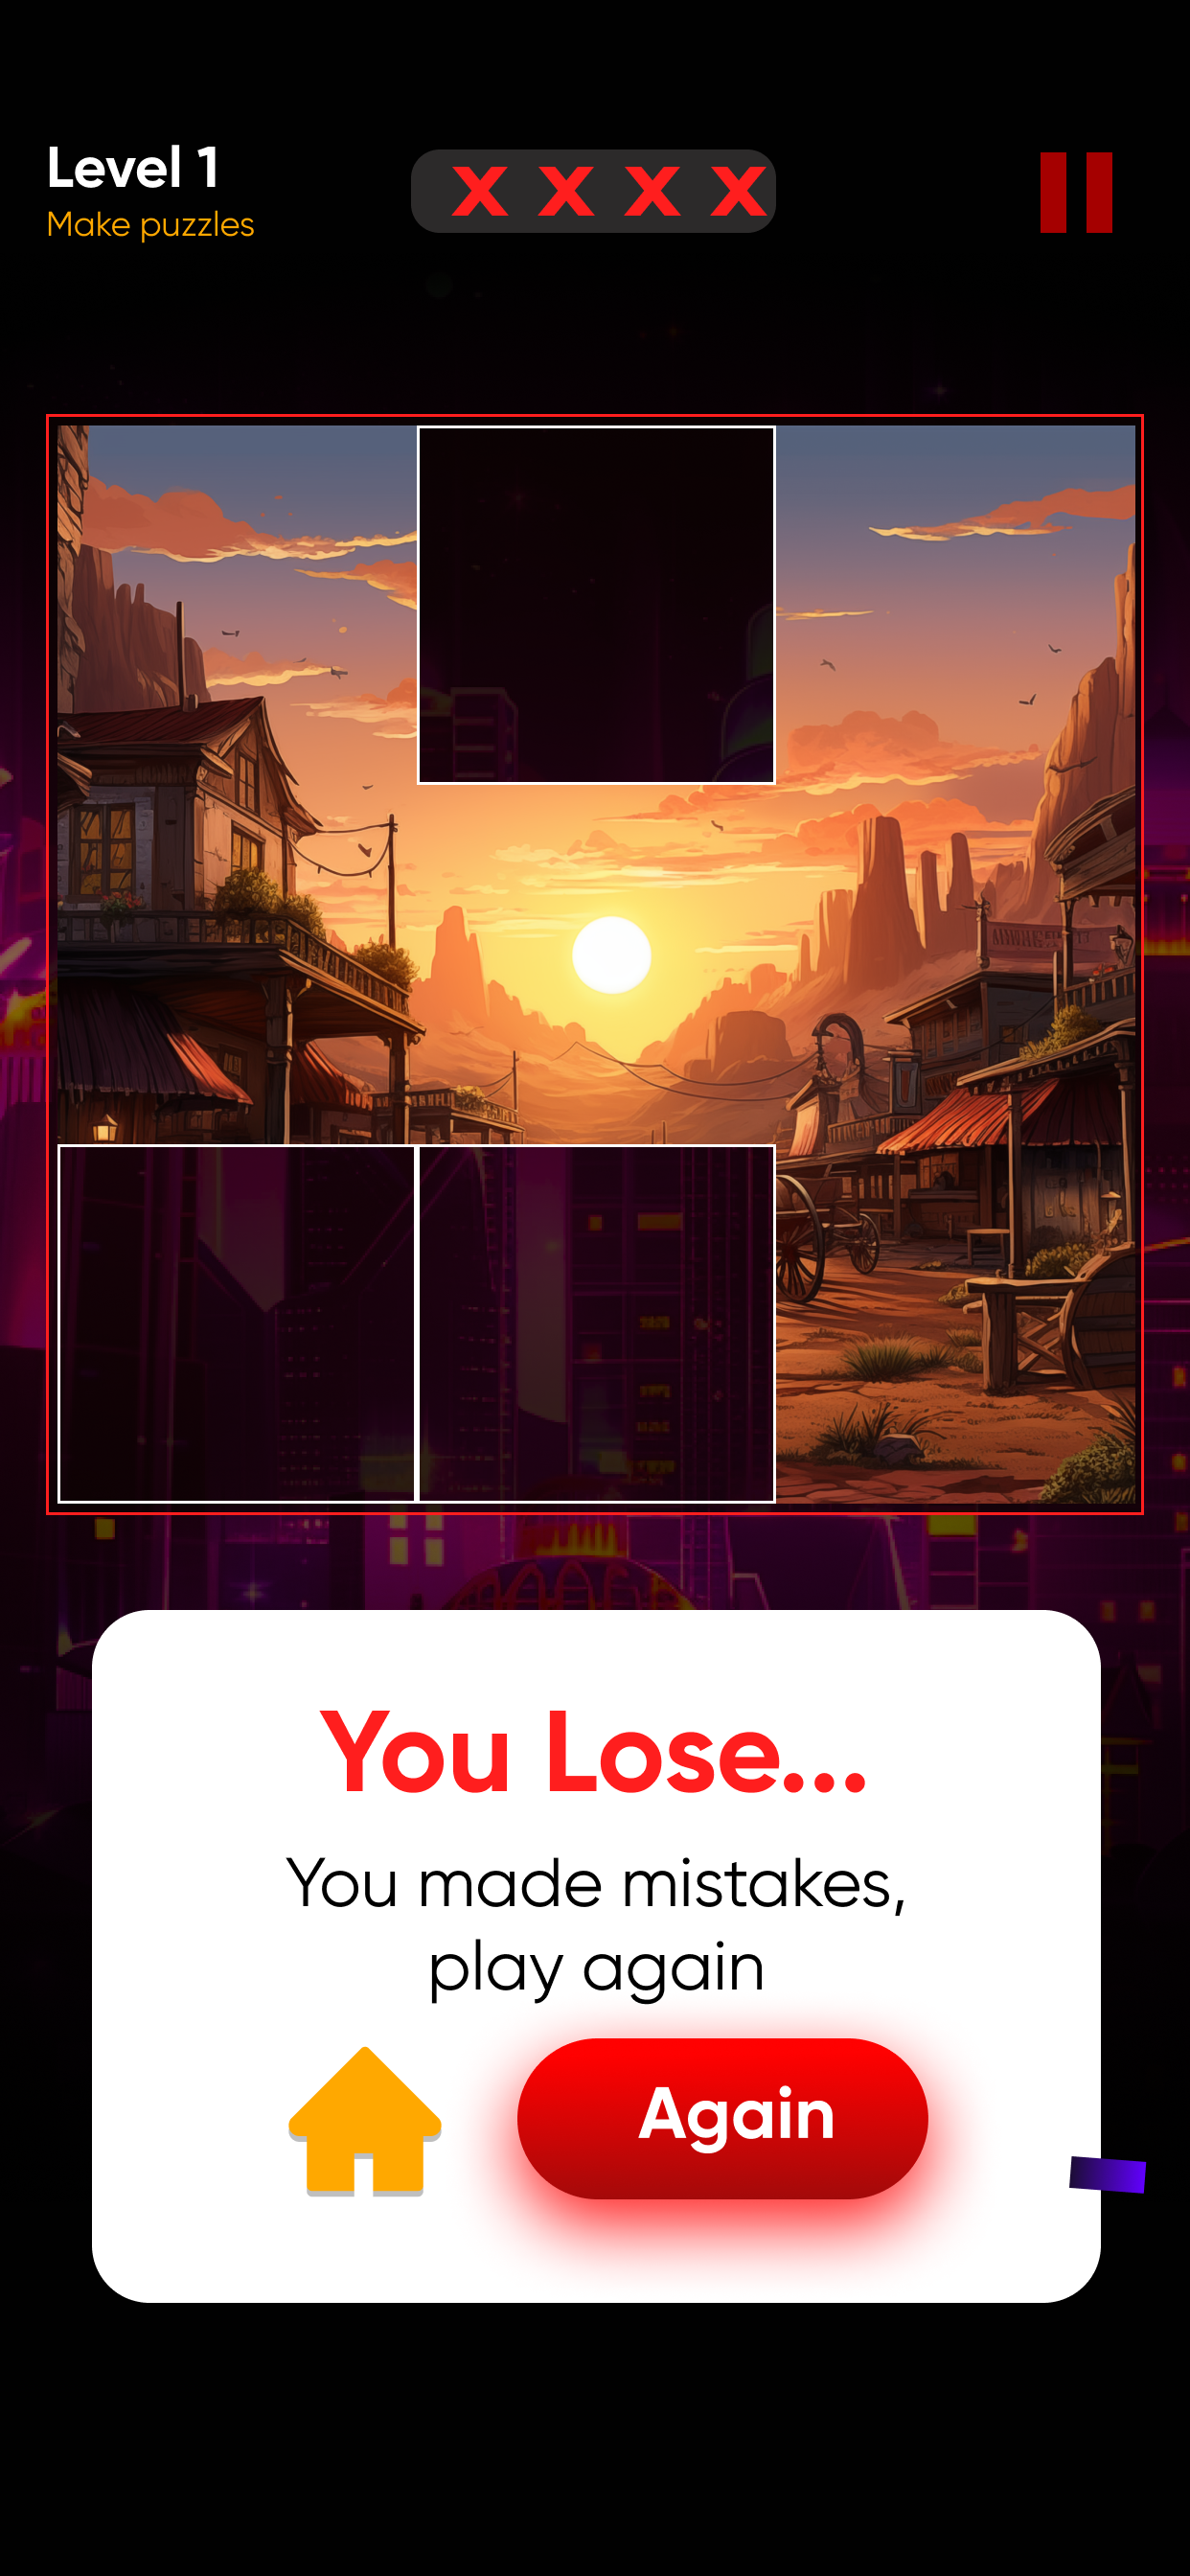 Level 1
Make puzzles
X X X X
You Lose...
You made mistakes,
play again
Again